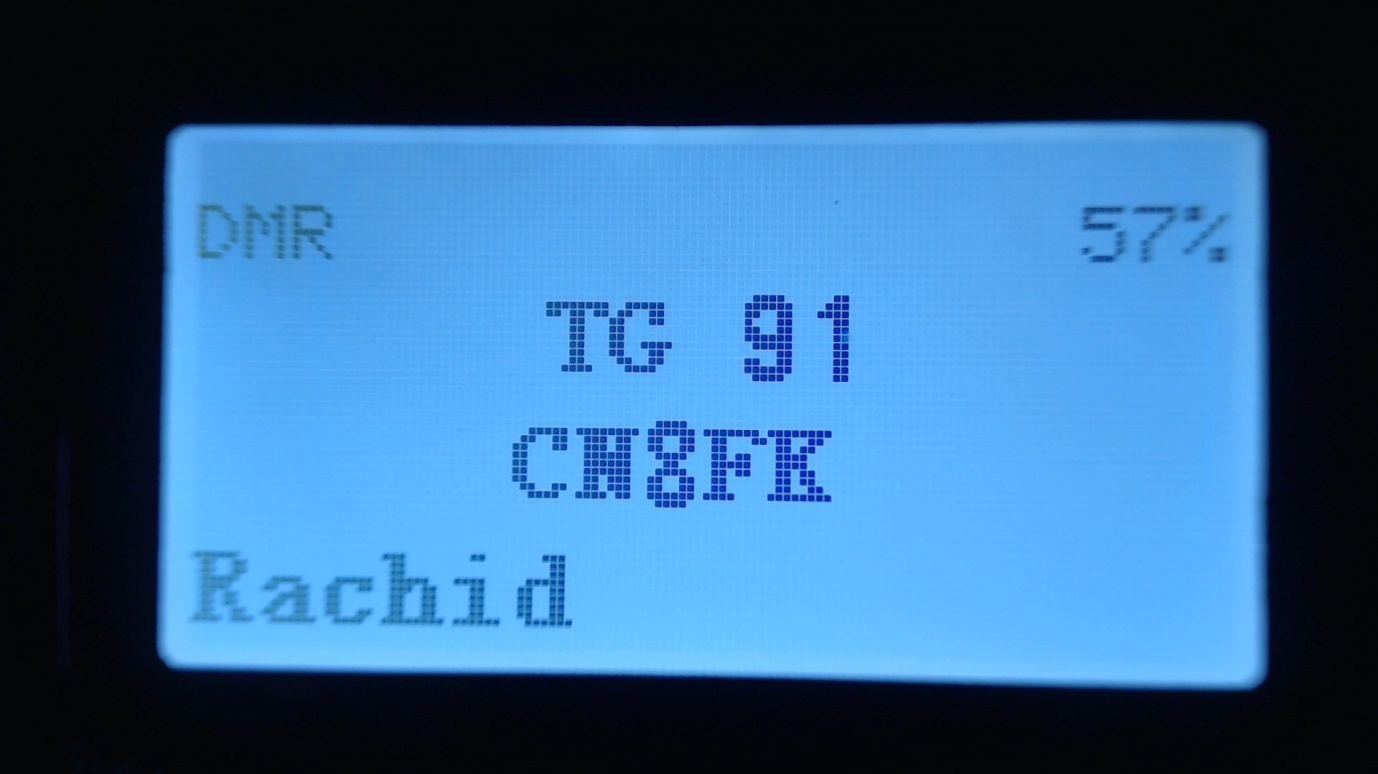 DMR 57%
TG 91
CN8FK
Rachid